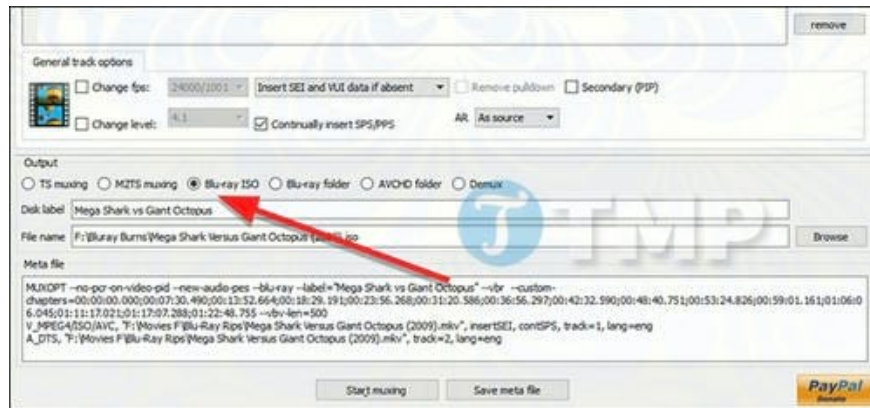 remove
General track options
Change fps: 24000/1001 Insert SEI and VUI data if absent Remove pulldown Secondary (PIP)
Change level: 4.1 Continually insert SPS/PPS AR As source
Output
TS muxing M2TS muxing Blu-ray ISO Blu-ray folder AVCHD folder Demux
Disk label Mega Shark vs Giant Octopus
File name F:\Bluray Burns\Mega Shark Versus Giant Octopus .iso Browse
TMP
Meta file
MUXOPT --no-pcr-on-video-pid --new-audio-pes --blu-ray --label="Mega Shark vs Giant Octopus" --vbr --custom-
chapters=00:00:00.000;00:07:30.490;00:13:52.664;00:18:29.191;00:23:56.268;00:31:20.586;00:36:56.297;00:42:32.590;00:48:40.751;00:53:24.826;00:59:01.161;01:06:0
6.045;01:11:17.021;01:17:07.288;01:22:48.755 --vbv-len=500
V_MPEG4/ISO/AVC, "F:\Movies F\Blu-Ray Rips\Mega Shark Versus Giant Octopus (2009).mkv", insertSEI, contSPS, track=1, lang=eng
A_DTS, "F:\Movies F\Blu-Ray Rips\Mega Shark Versus Giant Octopus (2009).mkv", track=2, lang=eng
Start muxing Save meta file
PayPal
Donate